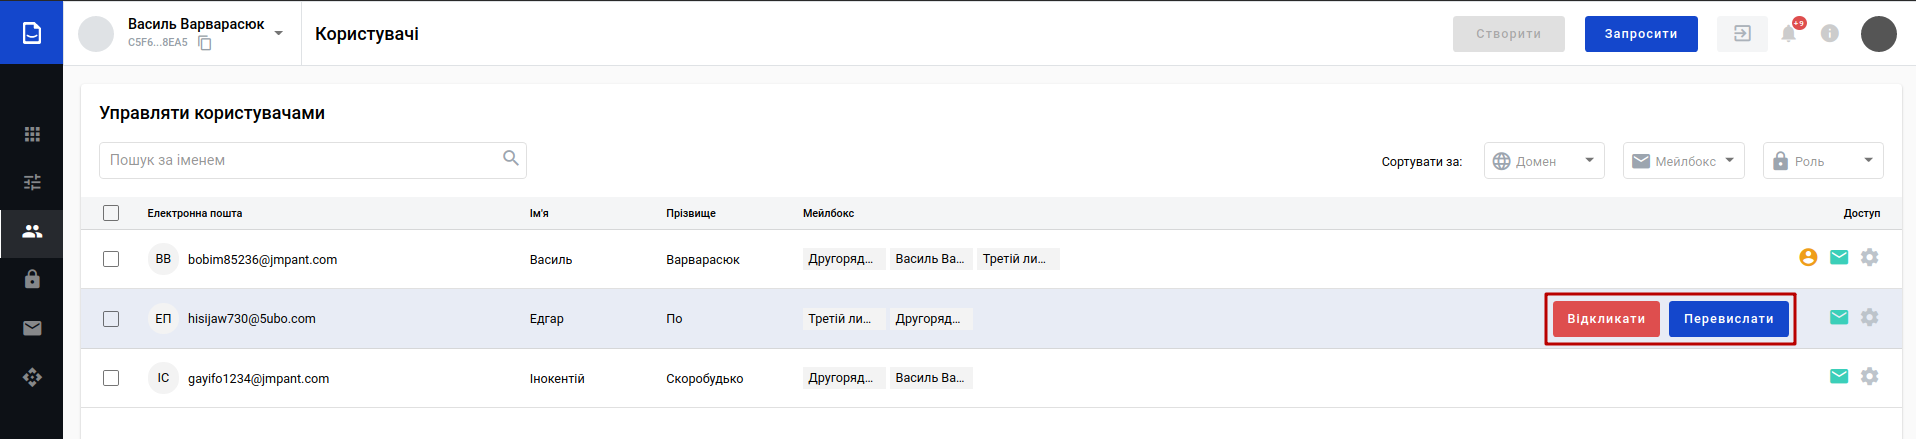 Василь Варварасюк
C5F6...8EA5
Користувачі
Створити
Запросити
+9
Управляти користувачами
Пошук за іменем
Сортувати за:
Домен
Мейлбокс
Роль
Електронна пошта Ім'я Прізвище Мейлбокс Доступ
ВВ bobim85236@jmpant.com Василь Варварасюк Другоряд... Василь Ва... Третій ли...
ЕП hisijaw730@5ubo.com Едгар По Третій ли... Другоряд... Відкликати Перевислати
ІС gayifo1234@jmpant.com Інокентій Скоробудько Другоряд... Василь Ва...